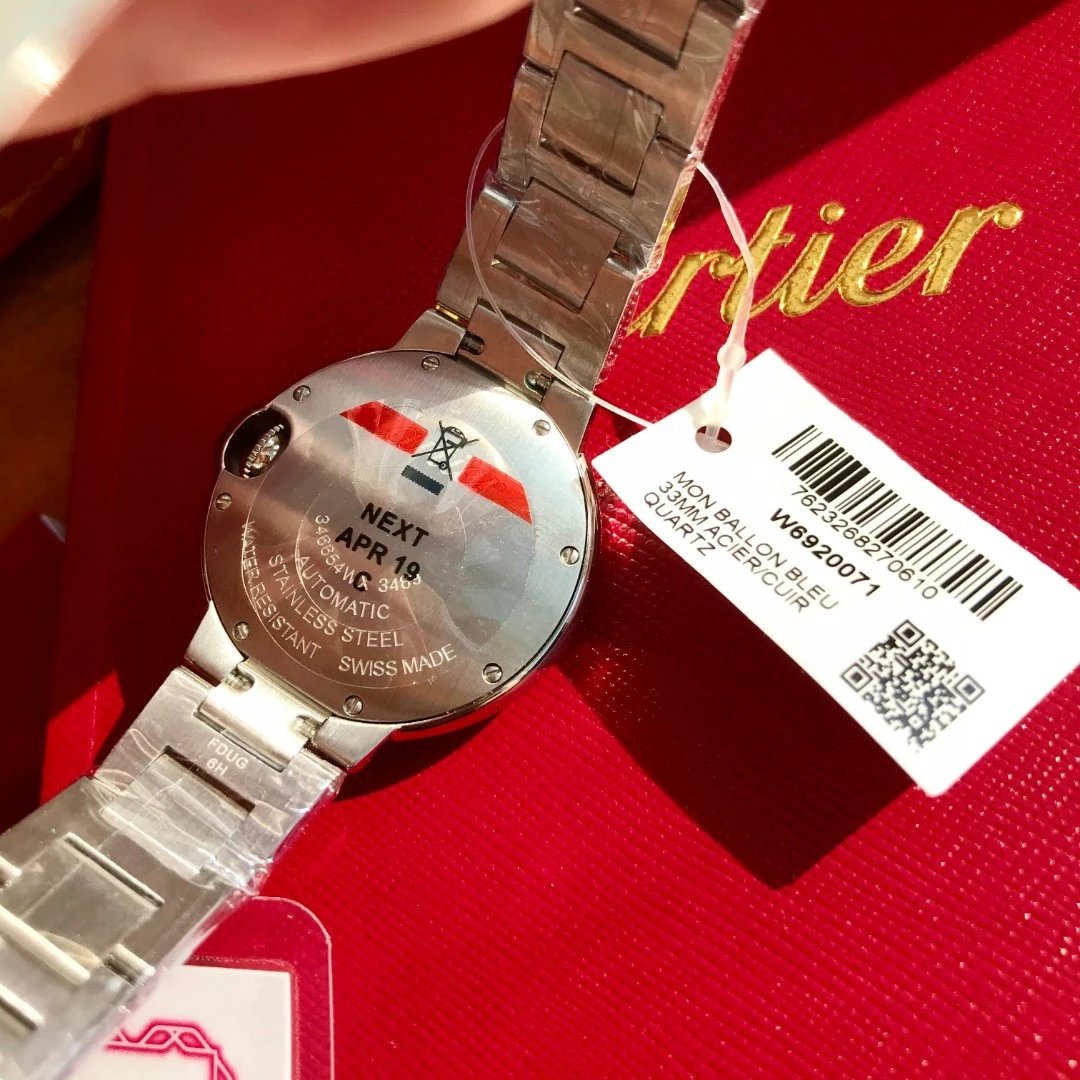 rtier
7623268270610
W6920071
MON BALLON BLEU
33MM ACIER/CUIR
QUARTZ
NEXT
APR 19
C
AUTOMATIC
STAINLESS STEEL
WATER RESISTANT SWISS MADE
FDUG
6H